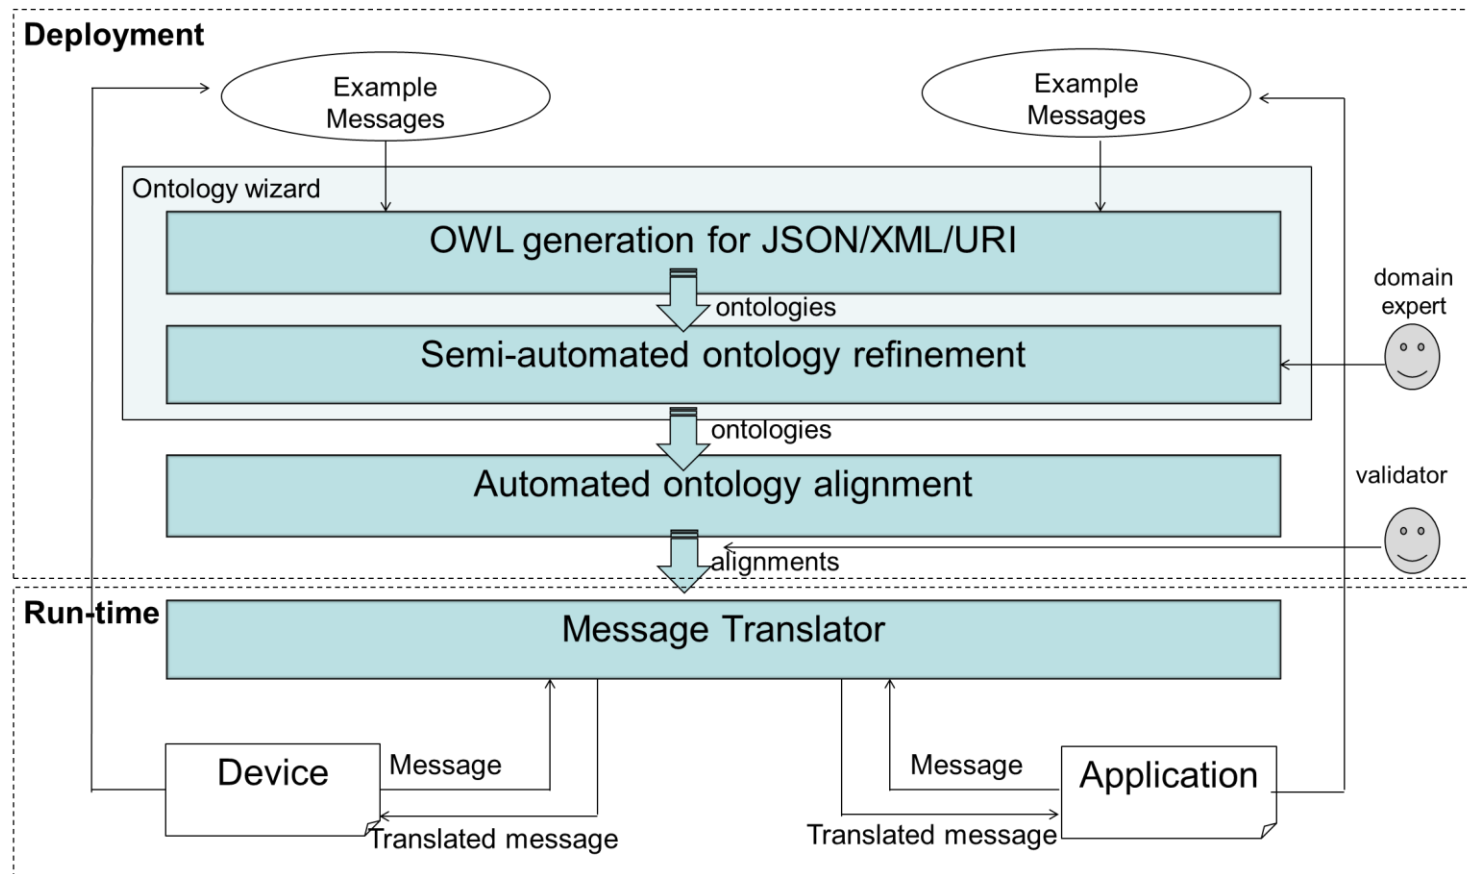 Deployment
Example
Messages
Example
Messages
Ontology wizard
OWL generation for JSON/XML/URI
ontologies
domain
expert
Semi-automated ontology refinement
ontologies
validator
Automated ontology alignment
alignments
Run-time
Message Translator
Device
Message
Translated message
Message
Application
Translated message